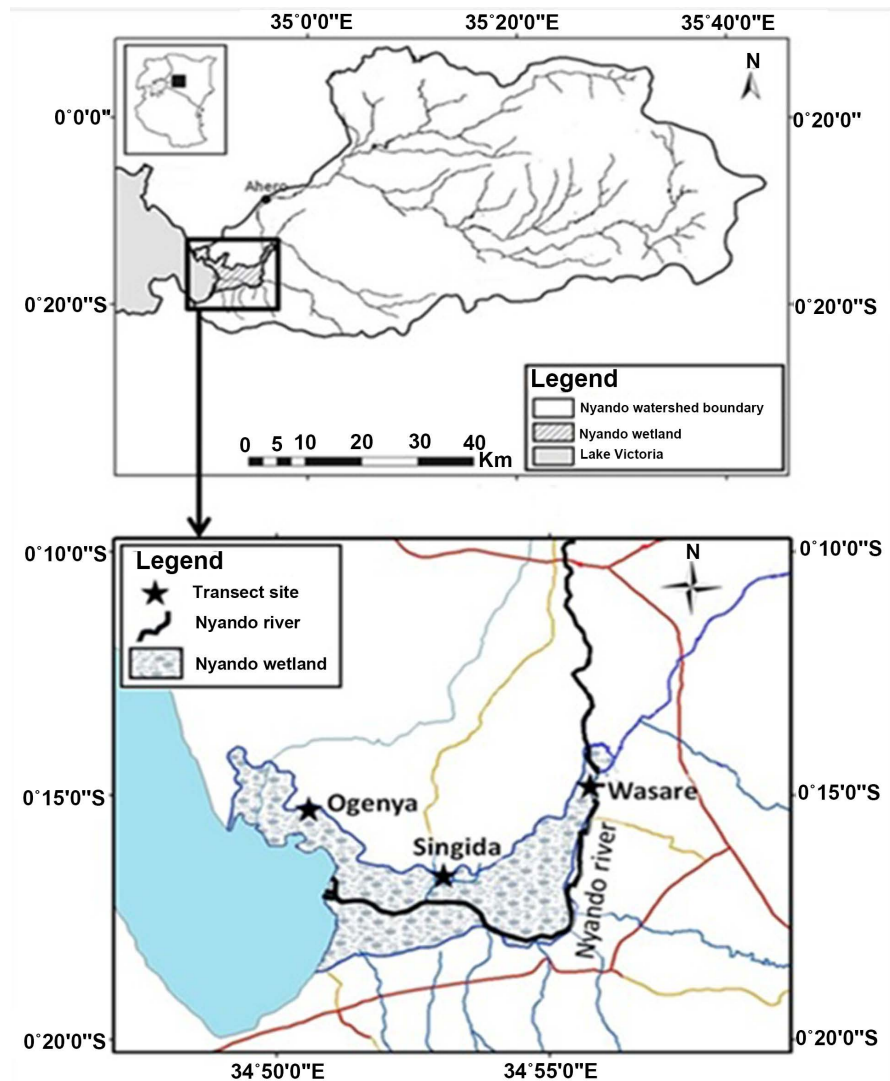 35°0'0"E 35°20'0"E 35°40'0"E
N
0°0'0" 0°20'0"
Ahero
0°20'0"S 0°20'0"S
Legend
Nyando watershed boundary
Nyando wetland
Lake Victoria
0 5 10 20 30 40
Km
0°10'0"S 0°10'0"S
Legend
N
Transect site
Nyando river
Nyando wetland
0°15'0"S 0°15'0"S
Ogenya
Wasare
Singida
Nyando river
0°20'0"S 0°20'0"S
34°50'0"E 34°55'0"E